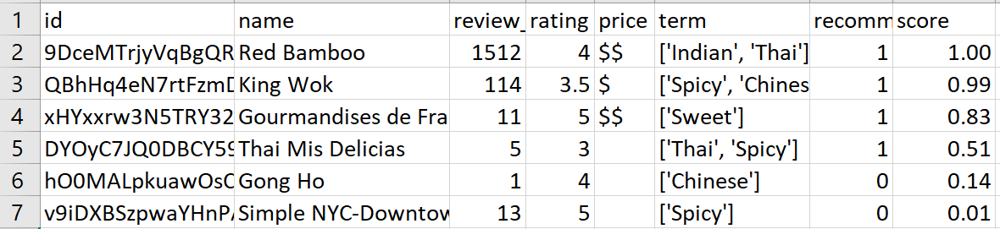 1 id name review_ rating price term recomm score
2 9DceMTrjyVqBgQR Red Bamboo 1512 4 $$ ['Indian', 'Thai'] 1 1.00
3 QBhHq4eN7rtFzmD King Wok 114 3.5 $ ['Spicy', 'Chines 1 0.99
4 xHYxxrw3N5TRY32 Gourmandises de Fra 11 5 $$ ['Sweet'] 1 0.83
5 DYOyC7JQ0DBCY59 Thai Mis Delicias 5 3 ['Thai', 'Spicy'] 1 0.51
6 hO0MALpkuawOsC Gong Ho 1 4 ['Chinese'] 0 0.14
7 v9iDXBSzpwaYHnPA Simple NYC-Downtow 13 5 ['Spicy'] 0 0.01